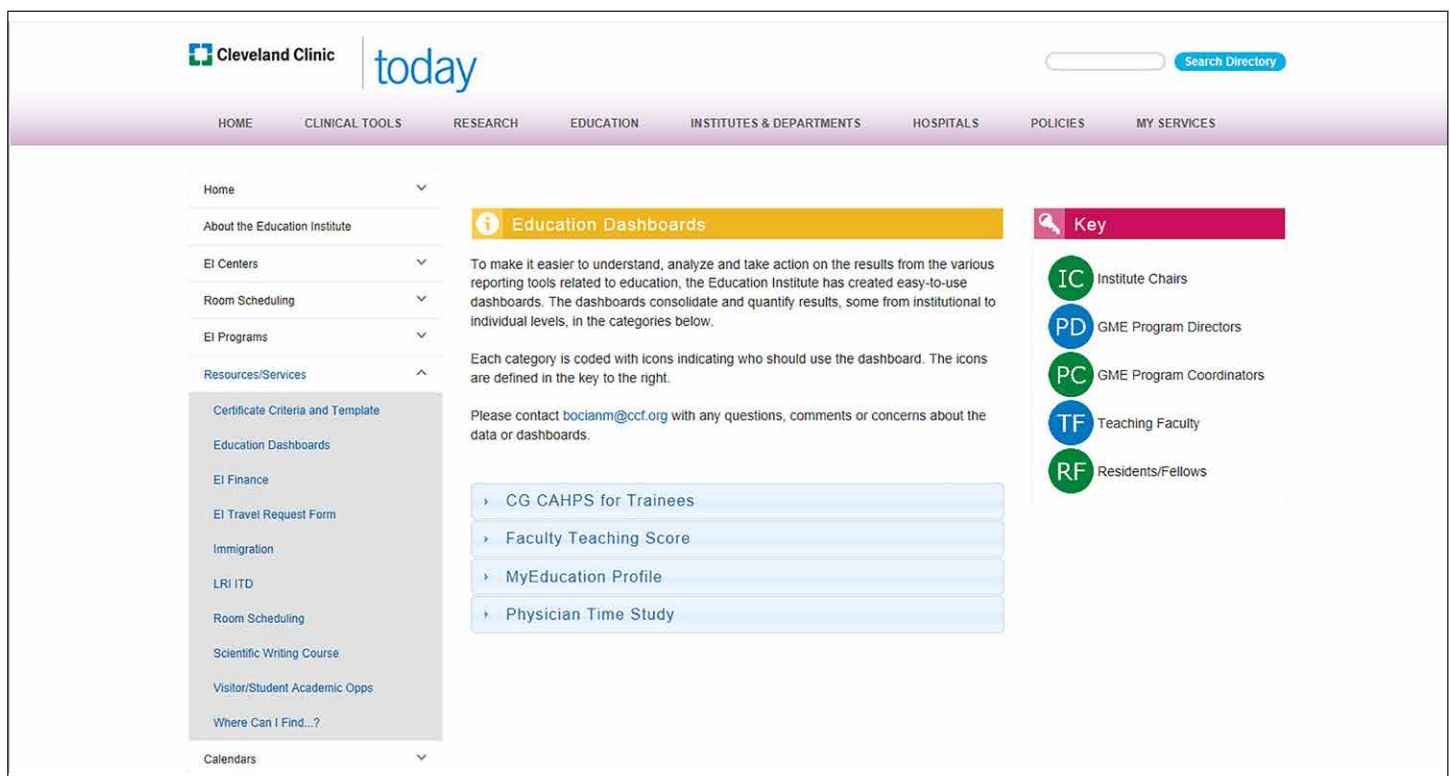 Cleveland Clinic
today
Search Directory
HOME CLINICAL TOOLS RESEARCH EDUCATION INSTITUTES & DEPARTMENTS HOSPITALS POLICIES MY SERVICES
Home
About the Education Institute
EI Centers
Room Scheduling
EI Programs
Resources/Services
Certificate Criteria and Template
Education Dashboards
EI Finance
EI Travel Request Form
Immigration
LRI ITD
Room Scheduling
Scientific Writing Course
Visitor/Student Academic Opps
Where Can I Find...?
Calendars
i Education Dashboards
To make it easier to understand, analyze and take action on the results from the various
reporting tools related to education, the Education Institute has created easy-to-use
dashboards. The dashboards consolidate and quantify results, some from institutional to
individual levels, in the categories below.
Each category is coded with icons indicating who should use the dashboard. The icons
are defined in the key to the right.
Please contact bocianm@ccf.org with any questions, comments or concerns about the
data or dashboards.
CG CAHPS for Trainees
Faculty Teaching Score
MyEducation Profile
Physician Time Study
Key
IC Institute Chairs
PD GME Program Directors
PC GME Program Coordinators
TF Teaching Faculty
RF Residents/Fellows